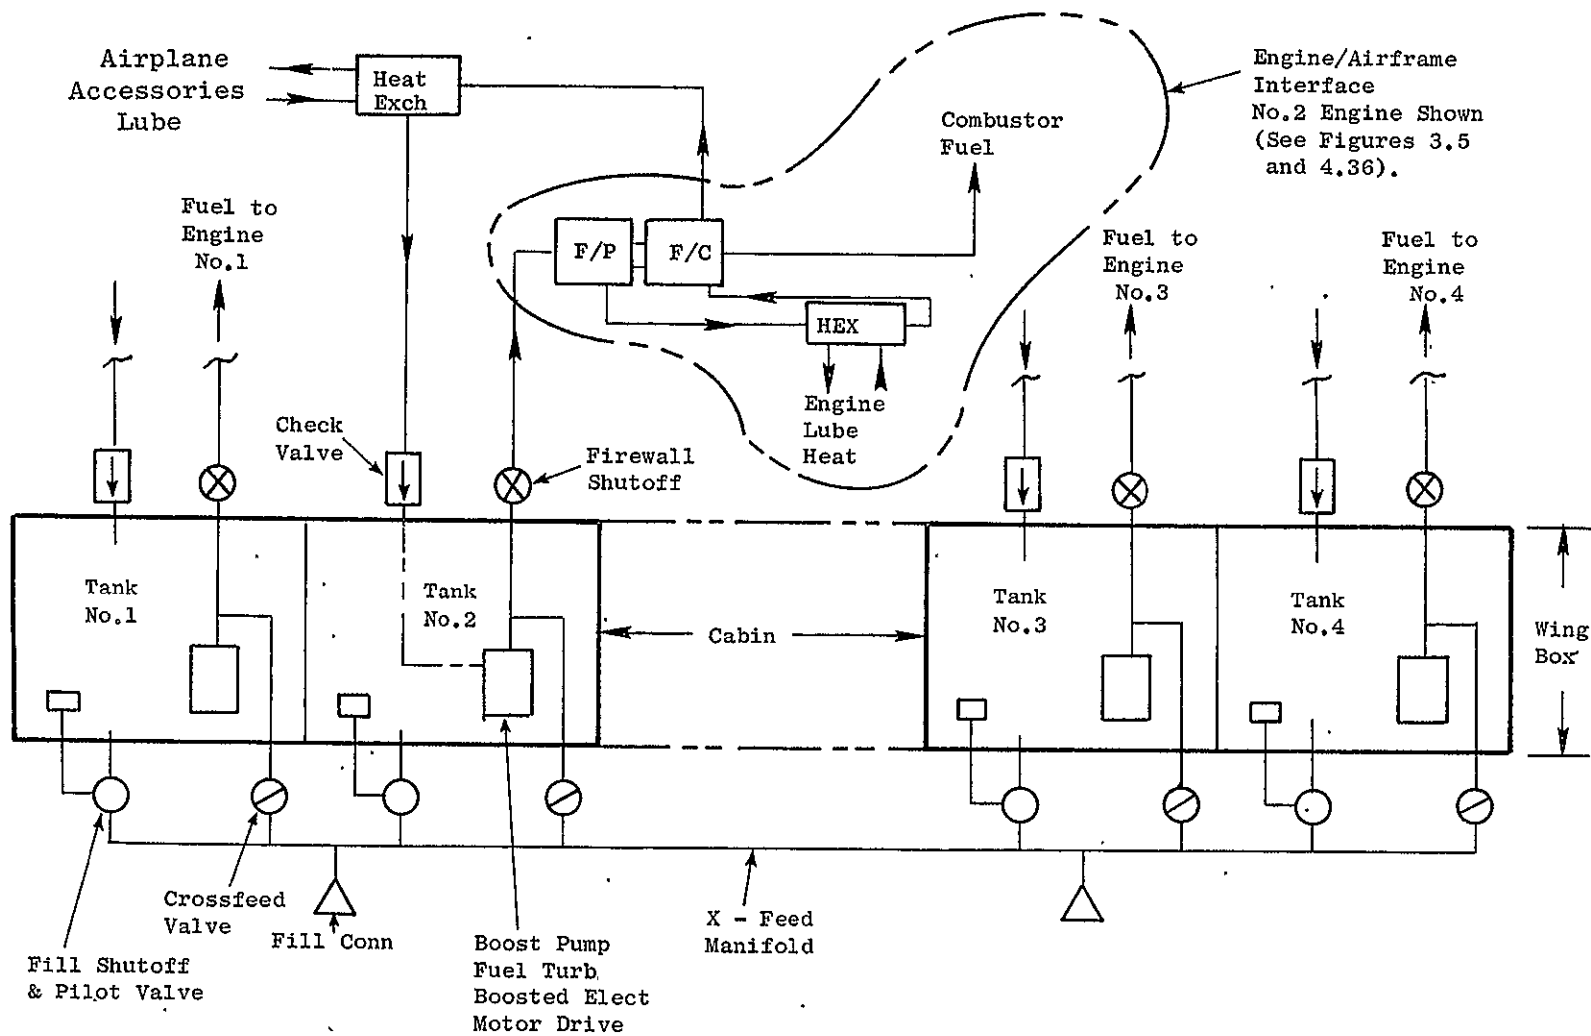 Airplane
Accessories
Lube
Heat
Exch
Engine/Airframe
Interface
No.2 Engine Shown
(See Figures 3.5
and 4.36).
Combustor
Fuel
Fuel to
Engine
No.1
F/P
F/C
HEX
Engine
Lube
Heat
Fuel to
Engine
No.3
Fuel to
Engine
No.4
Check
Valve
Firewall
Shutoff
Tank
No.1
Tank
No.2
Cabin
Tank
No.3
Tank
No.4
Wing
Box
Crossfeed
Valve
Fill Conn
X - Feed
Manifold
Fill Shutoff
& Pilot Valve
Boost Pump
Fuel Turb
Boosted Elect
Motor Drive